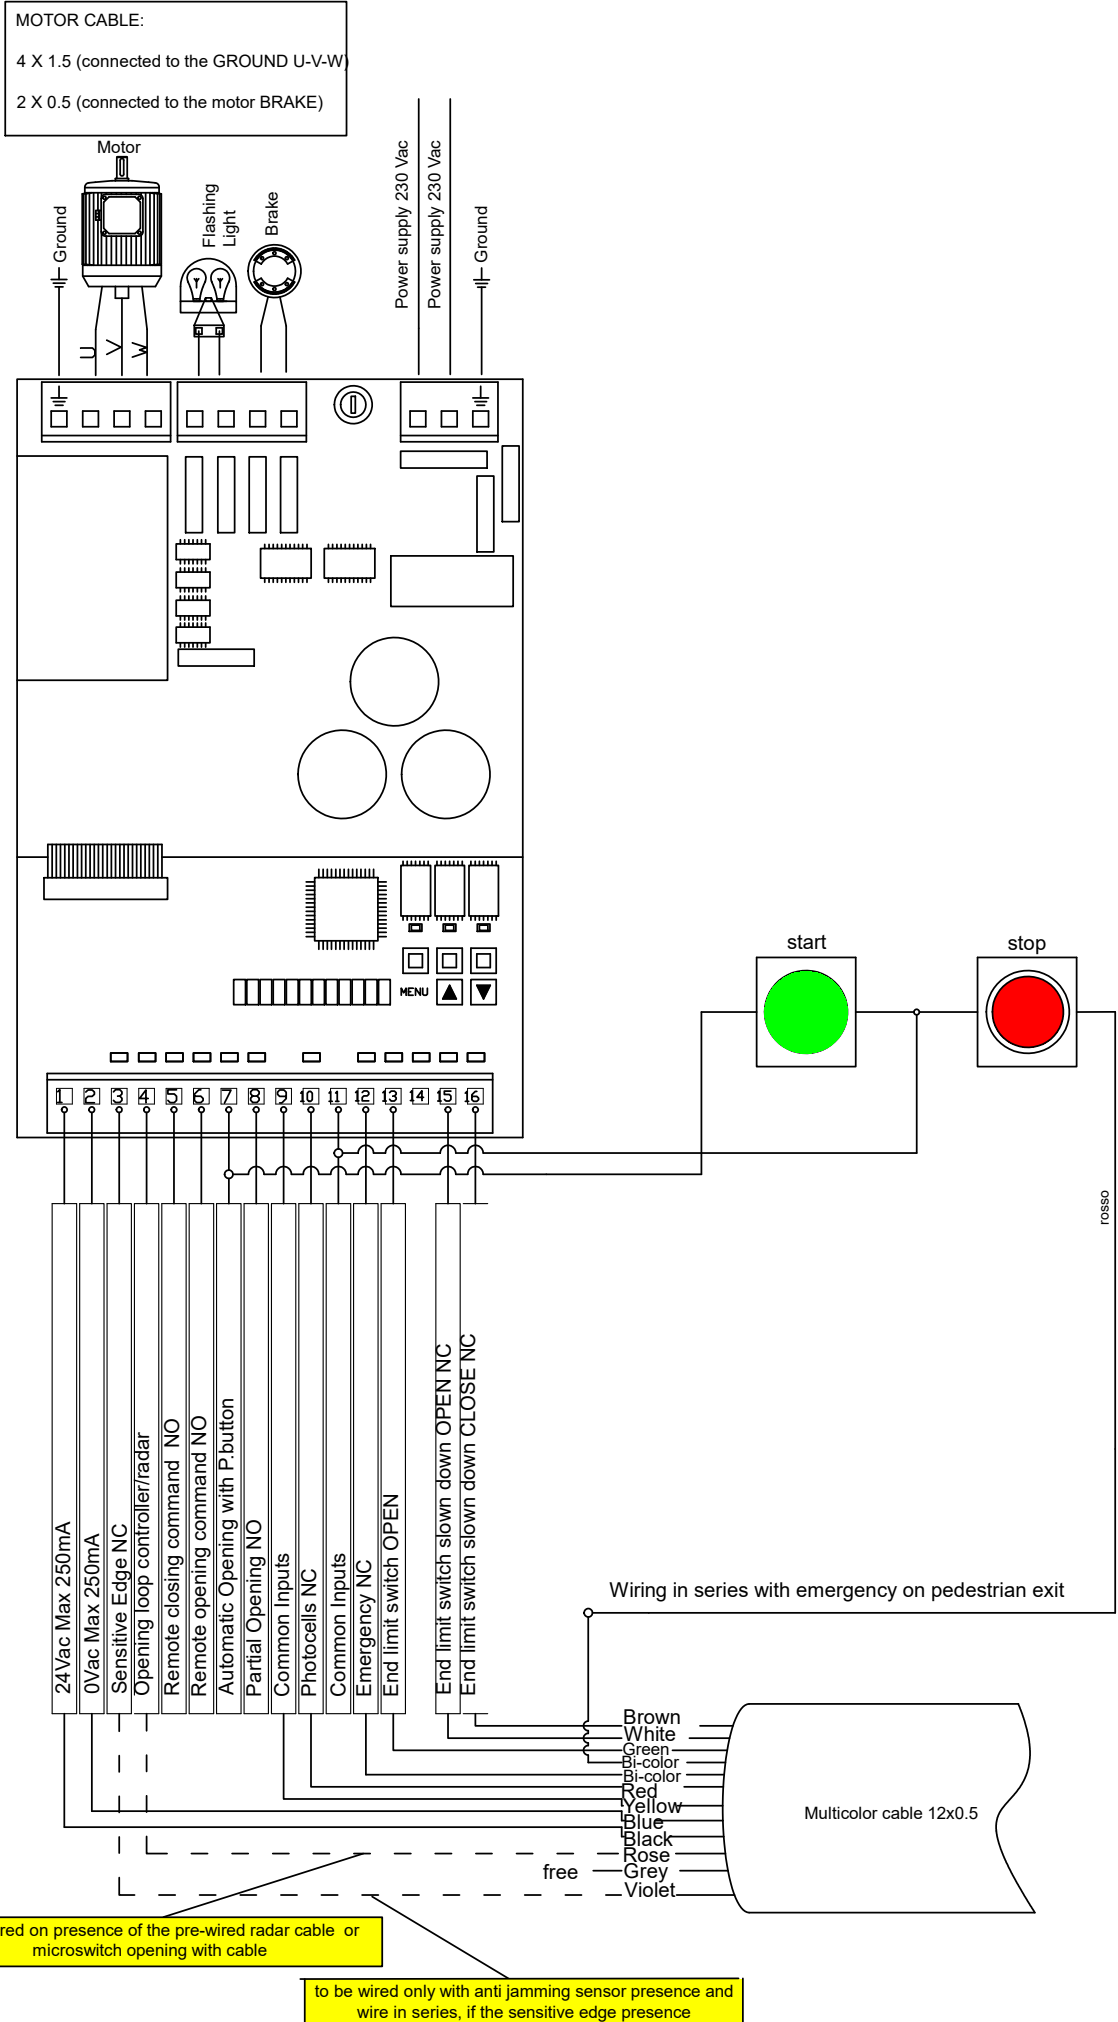 MOTOR CABLE:
4 X 1.5 (connected to the GROUND U-V-W)
2 X 0.5 (connected to the motor BRAKE)
Motor
Ground
Flashing
Light
Brake
Power supply 230 Vac
Power supply 230 Vac
Ground
U
V
W
MENU
start
stop
1
2
3
4
5
6
7
8
9
10
11
12
13
14
15
16
rosso
24Vac Max 250mA
0Vac Max 250mA
Sensitive Edge NC
Opening loop controller/radar
Remote closing command NO
Remote opening command NO
Automatic Opening with P.button
Partial Opening NO
Common Inputs
Photocells NC
Common Inputs
Emergency NC
End limit switch OPEN
End limit switch slown down OPEN NC
End limit switch slown down CLOSE NC
Wiring in series with emergency on pedestrian exit
Brown
White
Green
Bi-color
Bi-color
Red
Yellow
Blue
Black
Rose
free
Grey
Violet
Multicolor cable 12x0.5
red on presence of the pre-wired radar cable or
microswitch opening with cable
to be wired only with anti jamming sensor presence and
wire in series, if the sensitive edge presence